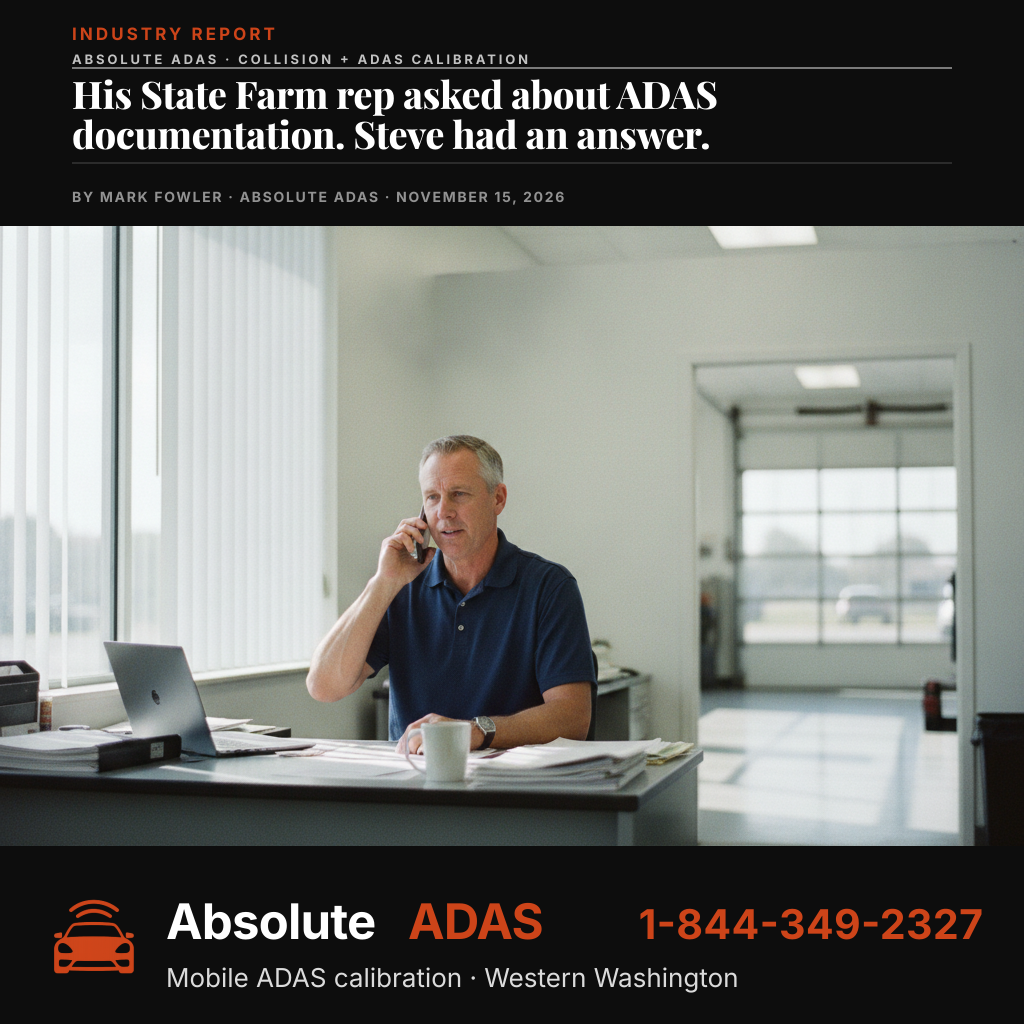 INDUSTRY REPORT
ABSOLUTE ADAS · COLLISION + ADAS CALIBRATION
His State Farm rep asked about ADAS
documentation. Steve had an answer.
BY MARK FOWLER · ABSOLUTE ADAS · NOVEMBER 15, 2026
Absolute ADAS
1-844-349-2327
Mobile ADAS calibration · Western Washington